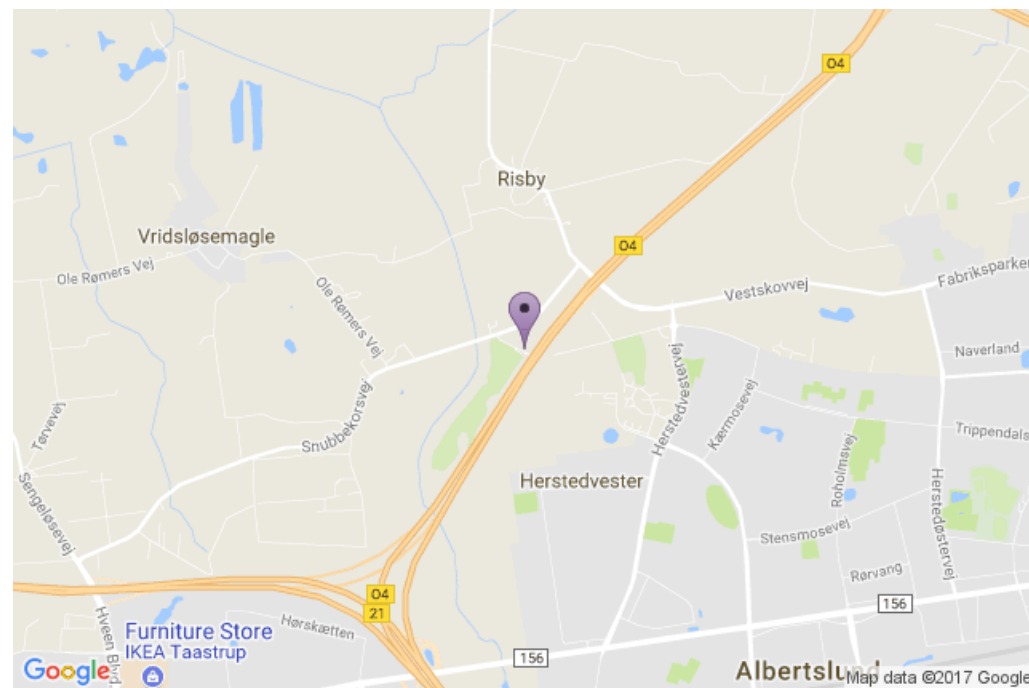 O4
Risby
O4
Vridsløsemagle
Ole Rømers Vej
Fabriksparken
Vestskovvej
Ole Rømers Vej
Naverland
Herstedvestervej
Kærmosevej
Snubbekorsvej
Tørvevej
Trippendals
Roholmsvej
Herstedvester
Sengeløsevej
Herstedøstervej
Stensmosevej
Rørvang
O4
21
156
Hørskætten
Hveen Blvd.
Furniture Store
IKEA Taastrup
156
Albertslund
Google
Map data ©2017 Google